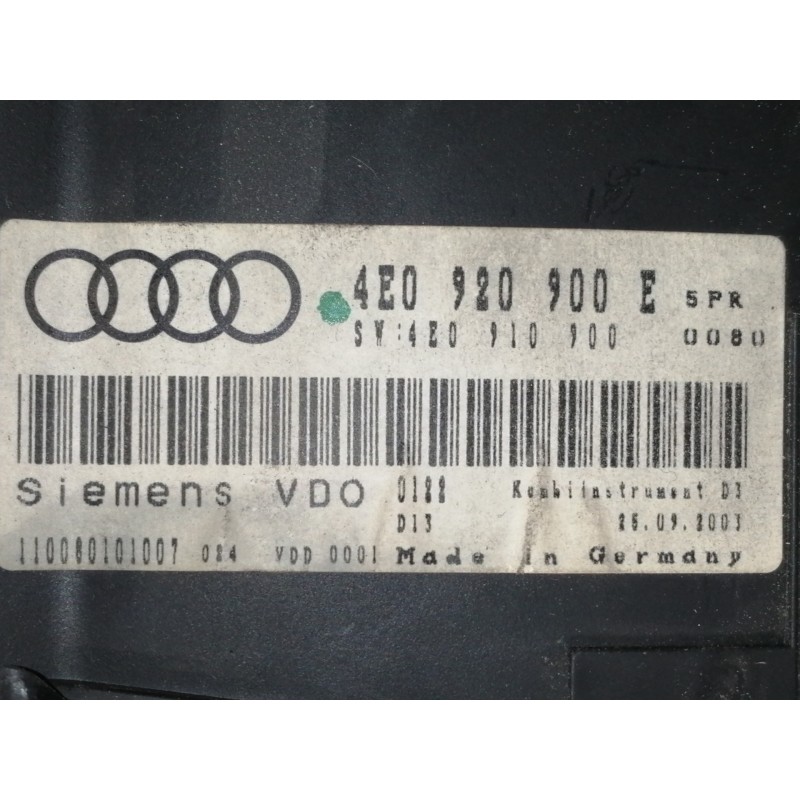 4E0 920 900 E 5PR
SW:4E0 910 900 0080
Siemens VDO 0122 Kombiinstrument D3
D13 25.09.2003
110080101007 024 VDD 0001 Made in Germany